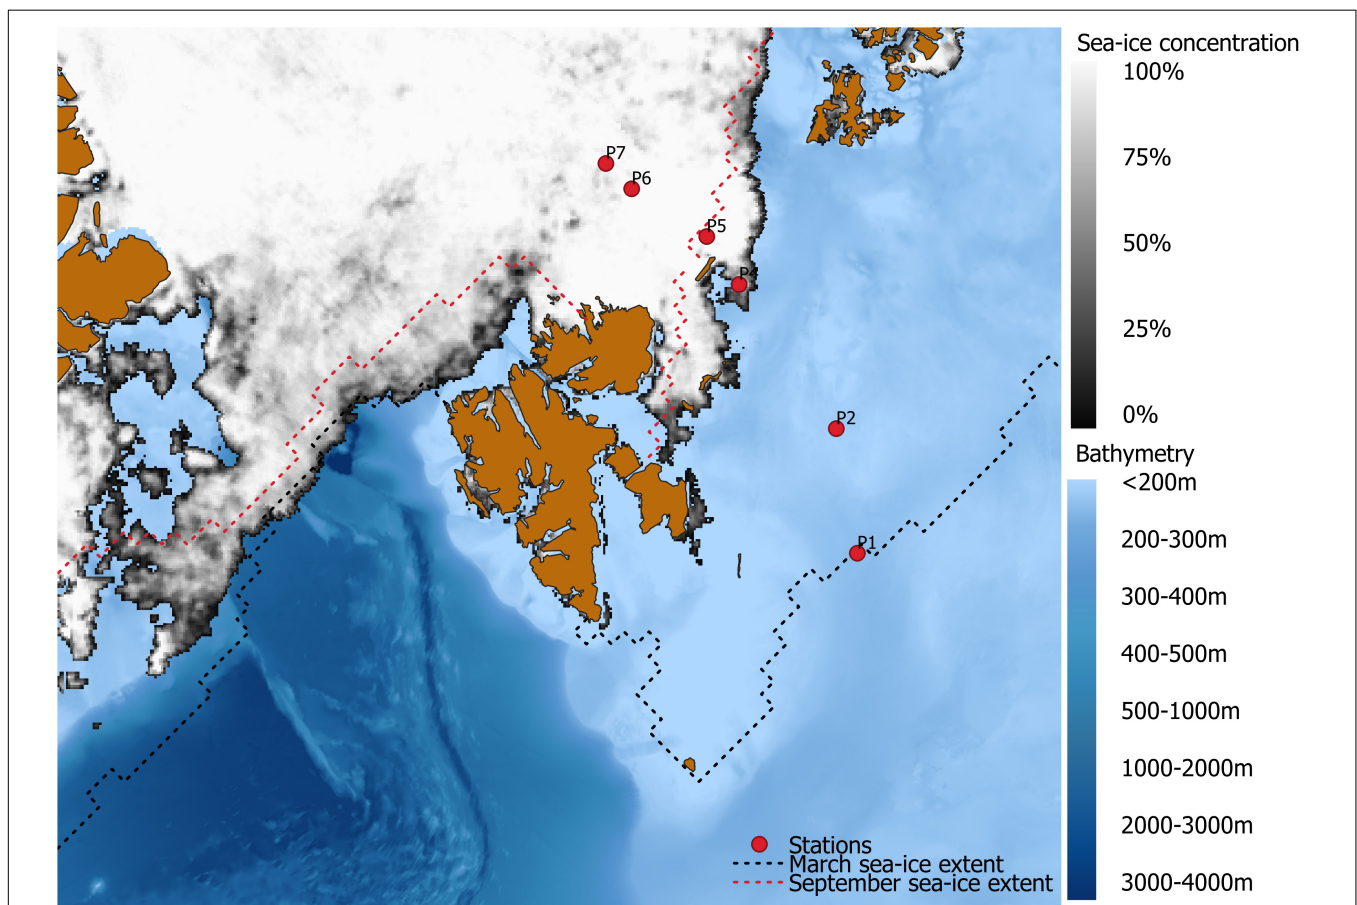 Sea-ice concentration
100%
75%
50%
25%
0%
Bathymetry
<200m
200-300m
300-400m
400-500m
500-1000m
1000-2000m
2000-3000m
3000-4000m
P7
P6
P5
P4
P2
P1
Stations
March sea-ice extent
September sea-ice extent